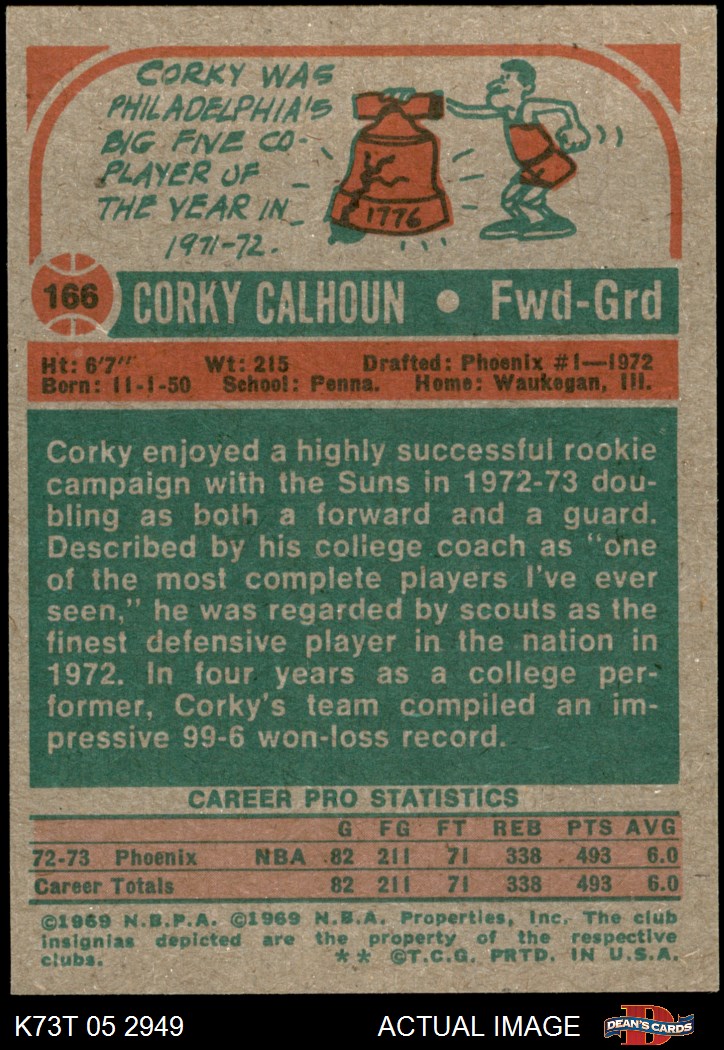 CORKY WAS
PHILADELPHIA'S
BIG FIVE CO-
PLAYER OF
THE YEAR IN
1971-72.
1776
166
CORKY CALHOUN • Fwd-Grd
Ht: 6'7" Wt: 215 Drafted: Phoenix #1—1972
Born: 11-1-50 School: Penna. Home: Waukegan, Ill.
Corky enjoyed a highly successful rookie
campaign with the Suns in 1972-73 dou-
bling as both a forward and a guard.
Described by his college coach as "one
of the most complete players I've ever
seen," he was regarded by scouts as the
finest defensive player in the nation in
1972. In four years as a college per-
former, Corky's team compiled an im-
pressive 99-6 won-loss record.
CAREER PRO STATISTICS
G FG FT REB PTS AVG
72-73 Phoenix NBA 82 211 71 338 493 6.0
Career Totals 82 211 71 338 493 6.0
©1969 N.B.P.A. ©1969 N.B.A. Properties, Inc. The club
insignias depicted are the property of the respective
clubs. ** ©T.C.G. PRTD. IN U.S.A.
K73T 05 2949 ACTUAL IMAGE D DEAN'S CARDS